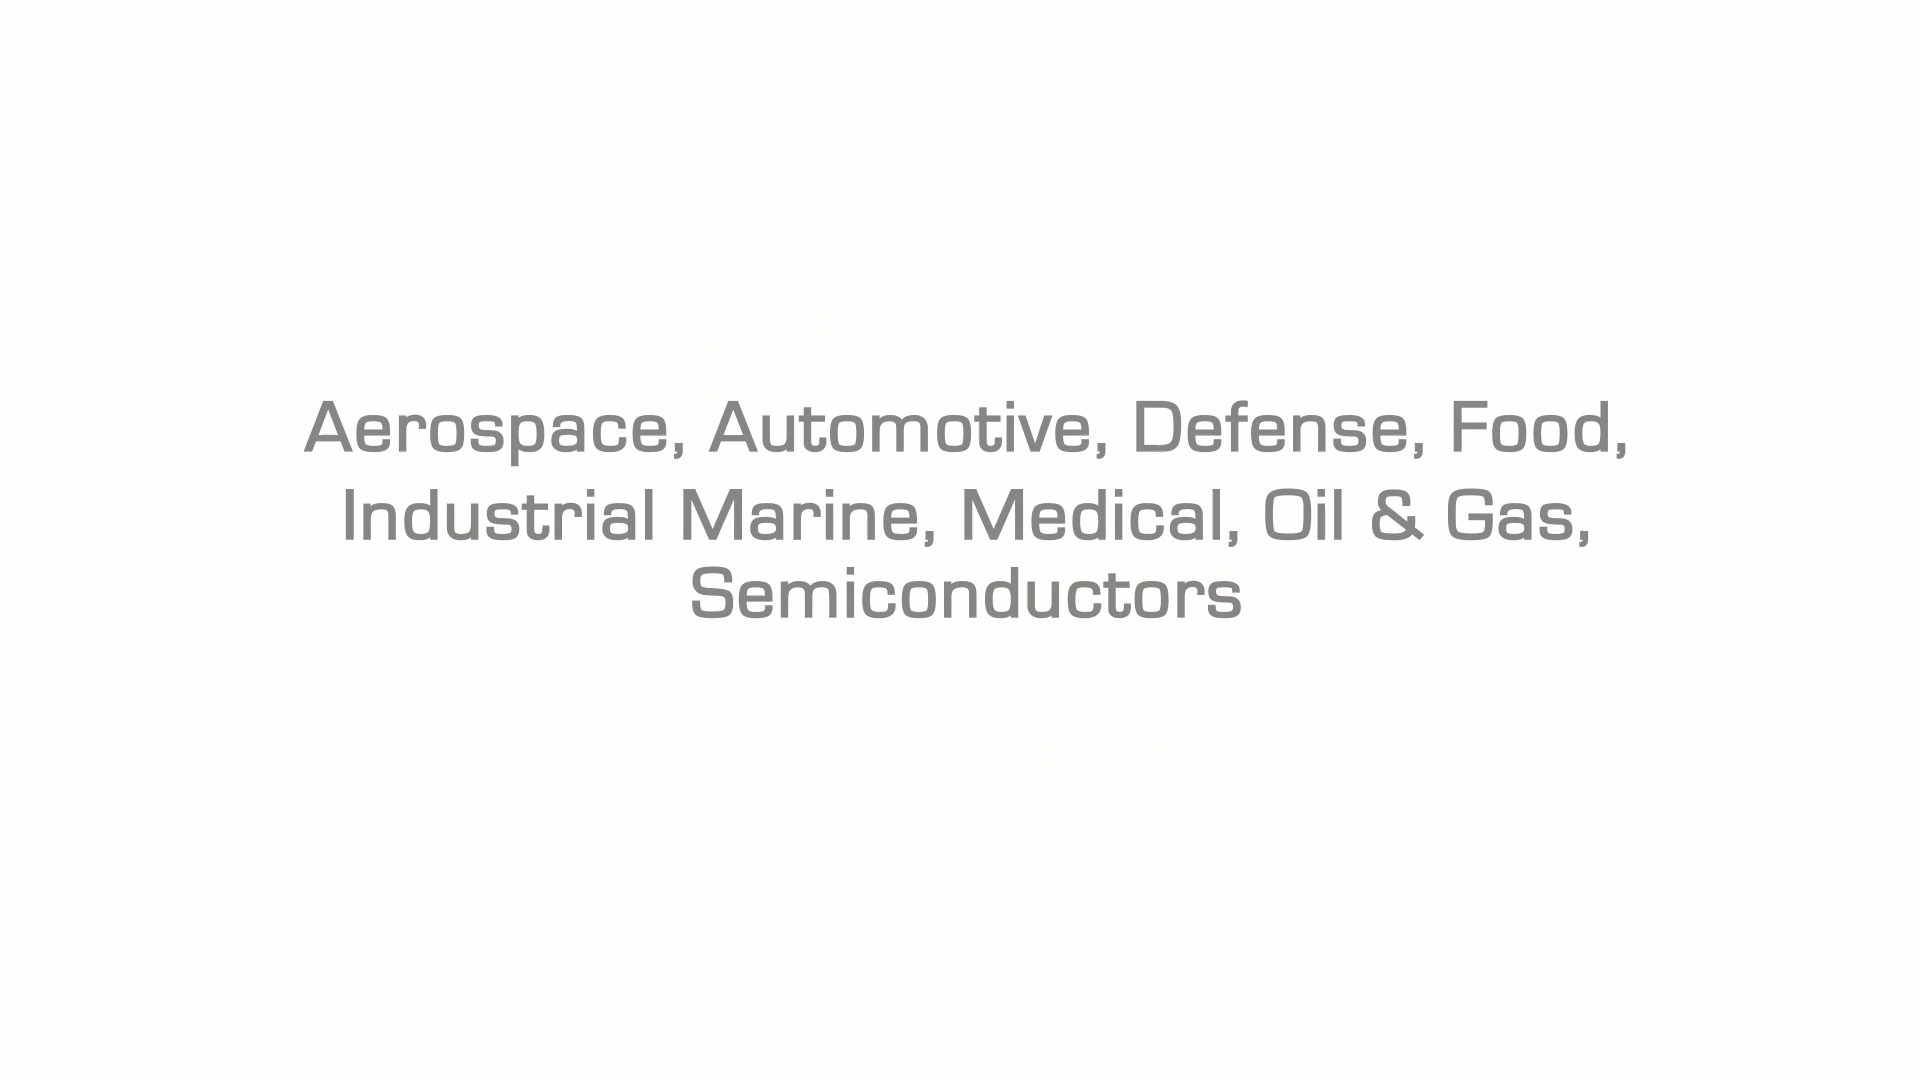 Aerospace, Automotive, Defense, Food,
Industrial Marine, Medical, Oil & Gas,
Semiconductors